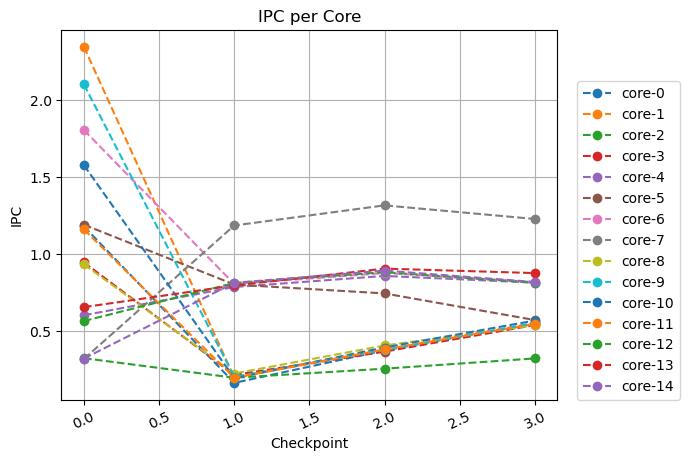 IPC per Core
IPC
2.0
1.5
1.0
0.5
0.0
0.5
1.0
1.5
2.0
2.5
3.0
Checkpoint
core-0
core-1
core-2
core-3
core-4
core-5
core-6
core-7
core-8
core-9
core-10
core-11
core-12
core-13
core-14